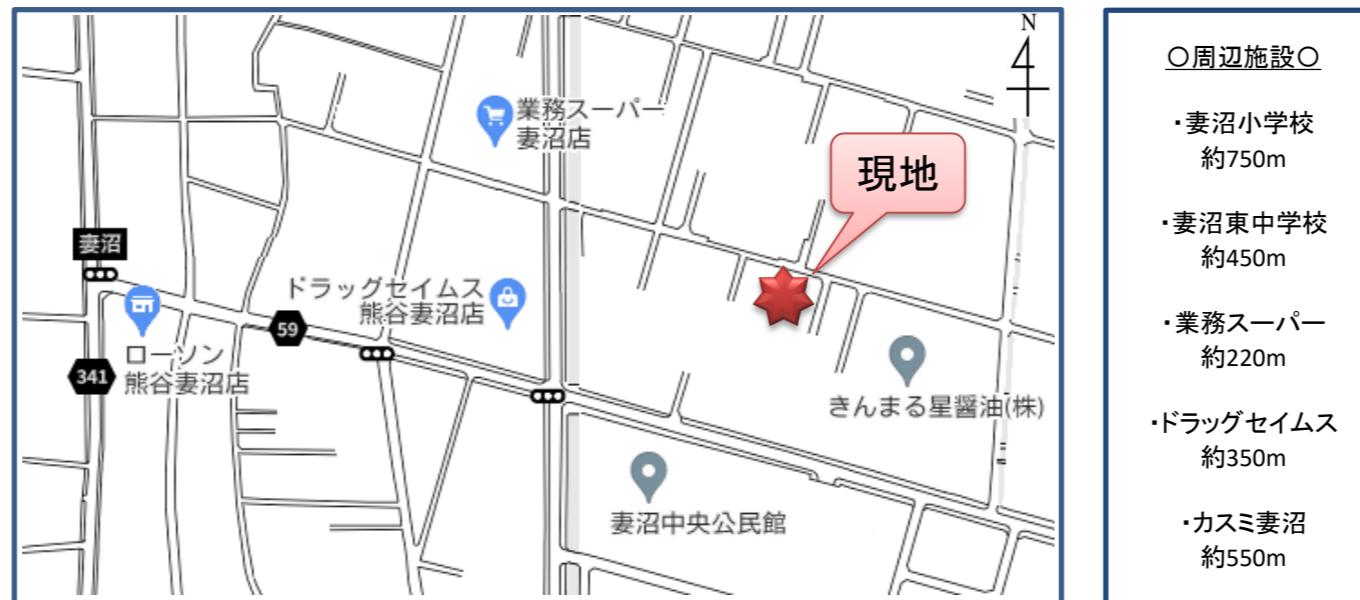 N
業務スーパー
妻沼店
現地
妻沼
ドラッグセイムス
熊谷妻沼店
59
ローソン
熊谷妻沼店
341
きんまる星醤油(株)
妻沼中央公民館
〇周辺施設〇
・妻沼小学校
約750m
・妻沼東中学校
約450m
・業務スーパー
約220m
・ドラッグセイムス
約350m
・カスミ妻沼
約550m